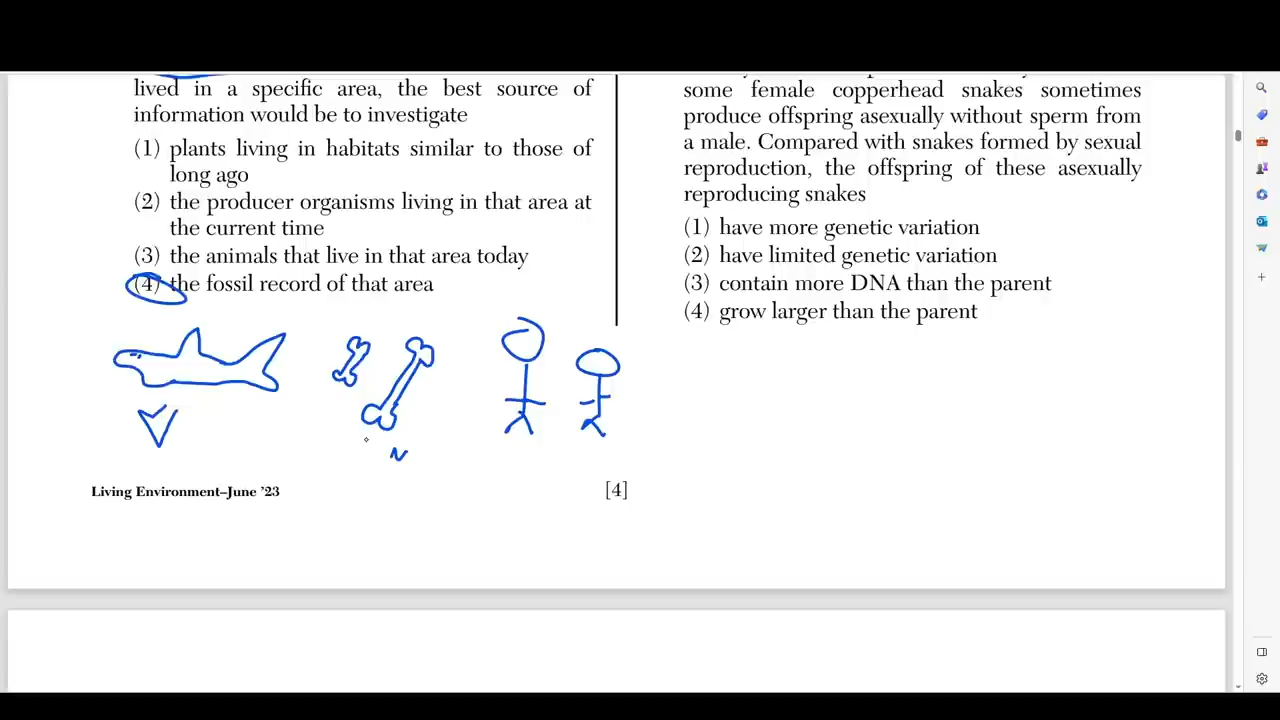 lived in a specific area, the best source of
information would be to investigate
(1) plants living in habitats similar to those of
long ago
(2) the producer organisms living in that area at
the current time
(3) the animals that live in that area today
(4) the fossil record of that area
N
Living Environment–June ’23
[4]
some female copperhead snakes sometimes
produce offspring asexually without sperm from
a male. Compared with snakes formed by sexual
reproduction, the offspring of these asexually
reproducing snakes
(1) have more genetic variation
(2) have limited genetic variation
(3) contain more DNA than the parent
(4) grow larger than the parent